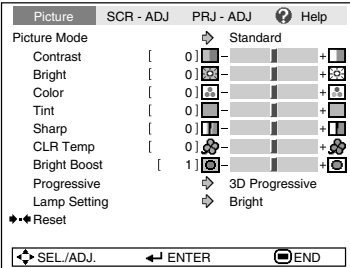 Picture SCR - ADJ PRJ - ADJ ? Help
Picture Mode Standard
Contrast [ 0 ] - +
Bright [ 0 ] - +
Color [ 0 ] - +
Tint [ 0 ] - +
Sharp [ 0 ] - +
CLR Temp [ 0 ] - +
Bright Boost [ 1 ] - +
Progressive 3D Progressive
Lamp Setting Bright
Reset
SEL./ADJ. ENTER END